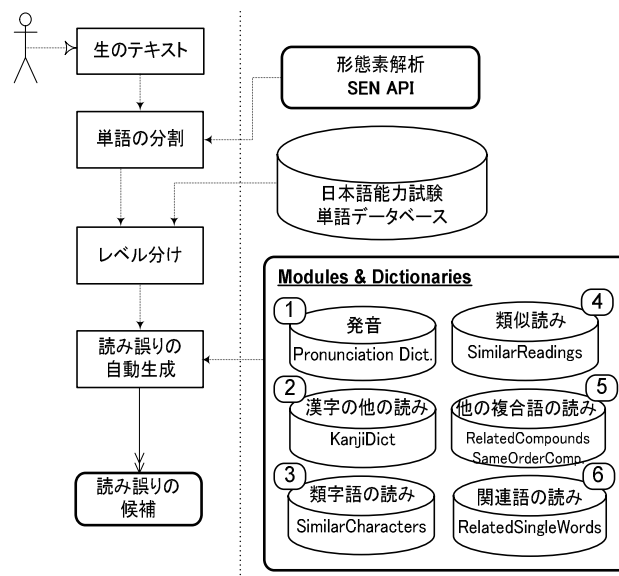 生のテキスト
形態素解析
SEN API
単語の分割
日本語能力試験
単語データベース
レベル分け
Modules & Dictionaries
1
発音
Pronunciation Dict.
4
類似読み
SimilarReadings
読み誤りの
自動生成
2
漢字の他の読み
KanjiDict
5
他の複合語の読み
RelatedCompounds
SameOrderComp.
3
類字語の読み
SimilarCharacters
6
関連語の読み
RelatedSingleWords
読み誤りの
候補